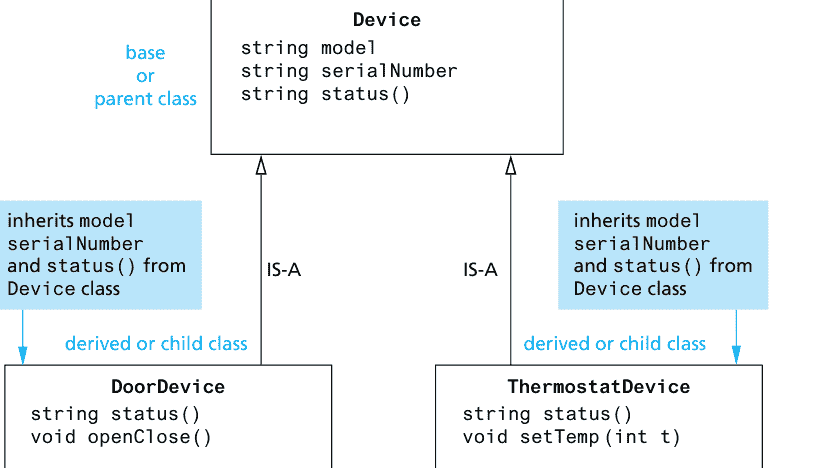 Device
string model
string serialNumber
string status()
base
or
parent class
inherits model
serialNumber
and status() from
Device class
IS-A
IS-A
inherits model
serialNumber
and status() from
Device class
derived or child class
derived or child class
DoorDevice
string status()
void openClose()
ThermostatDevice
string status()
void setTemp(int t)